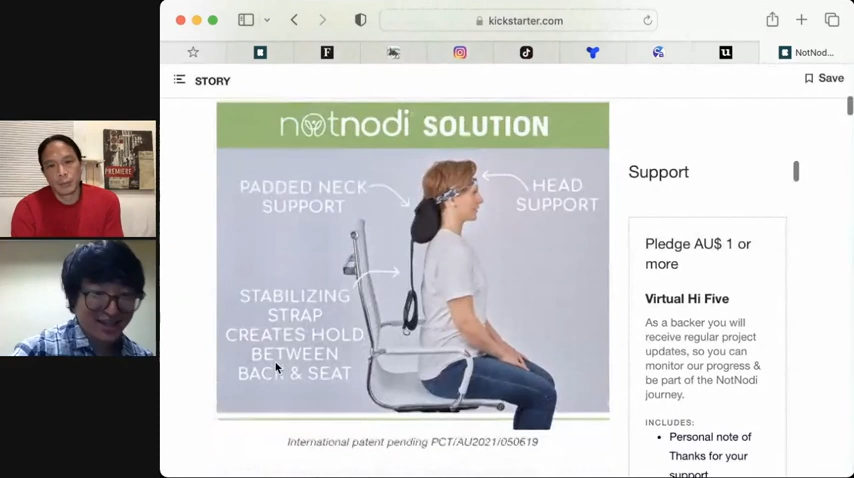 kickstarter.com
NotNod...
STORY
Save
notnodi SOLUTION
PADDED NECK
SUPPORT
HEAD
SUPPORT
STABILIZING
STRAP
CREATES HOLD
BETWEEN
BACK & SEAT
International patent pending PCT/AU2021/050619
Support
Pledge AU$ 1 or
more
Virtual Hi Five
As a backer you will
receive regular project
updates, so you can
monitor our progress &
be part of the NotNodi
journey.
INCLUDES:
Personal note of
Thanks for your
support
PREMIERE